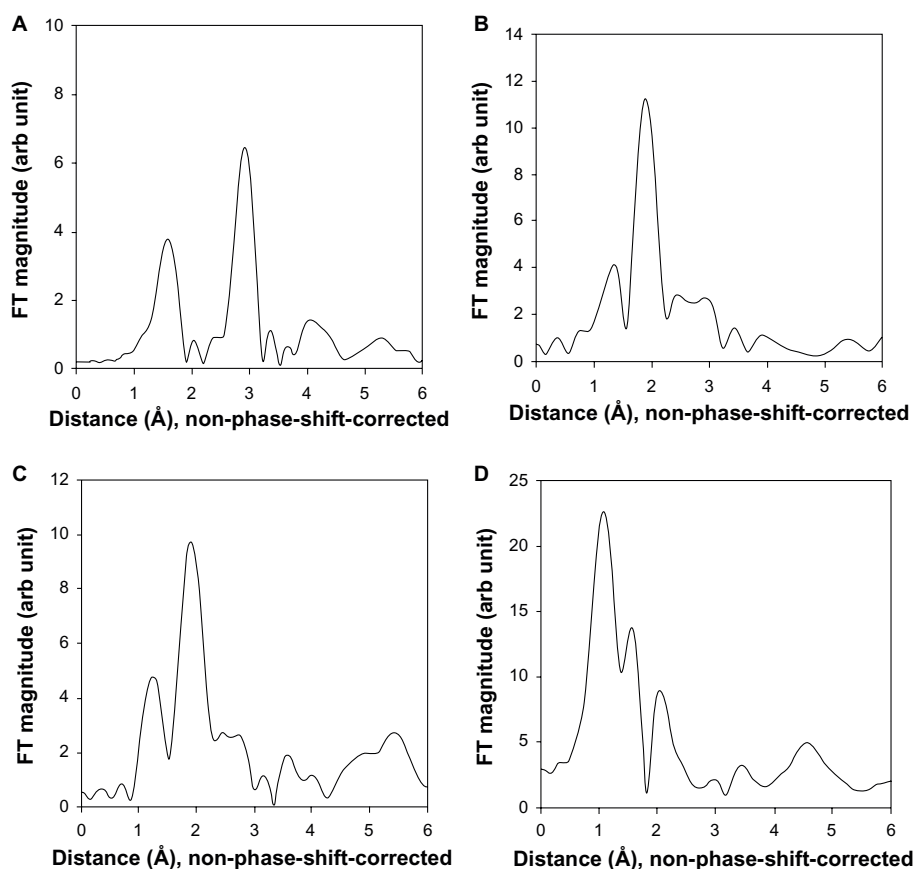 A
FT magnitude (arb unit)
10
8
6
4
2
0
0 1 2 3 4 5 6
Distance (Å), non-phase-shift-corrected
B
FT magnitude (arb unit)
14
12
10
8
6
4
2
0
0 1 2 3 4 5 6
Distance (Å), non-phase-shift-corrected
C
FT magnitude (arb unit)
12
10
8
6
4
2
0
0 1 2 3 4 5 6
Distance (Å), non-phase-shift-corrected
D
FT magnitude (arb unit)
25
20
15
10
5
0
0 1 2 3 4 5 6
Distance (Å), non-phase-shift-corrected